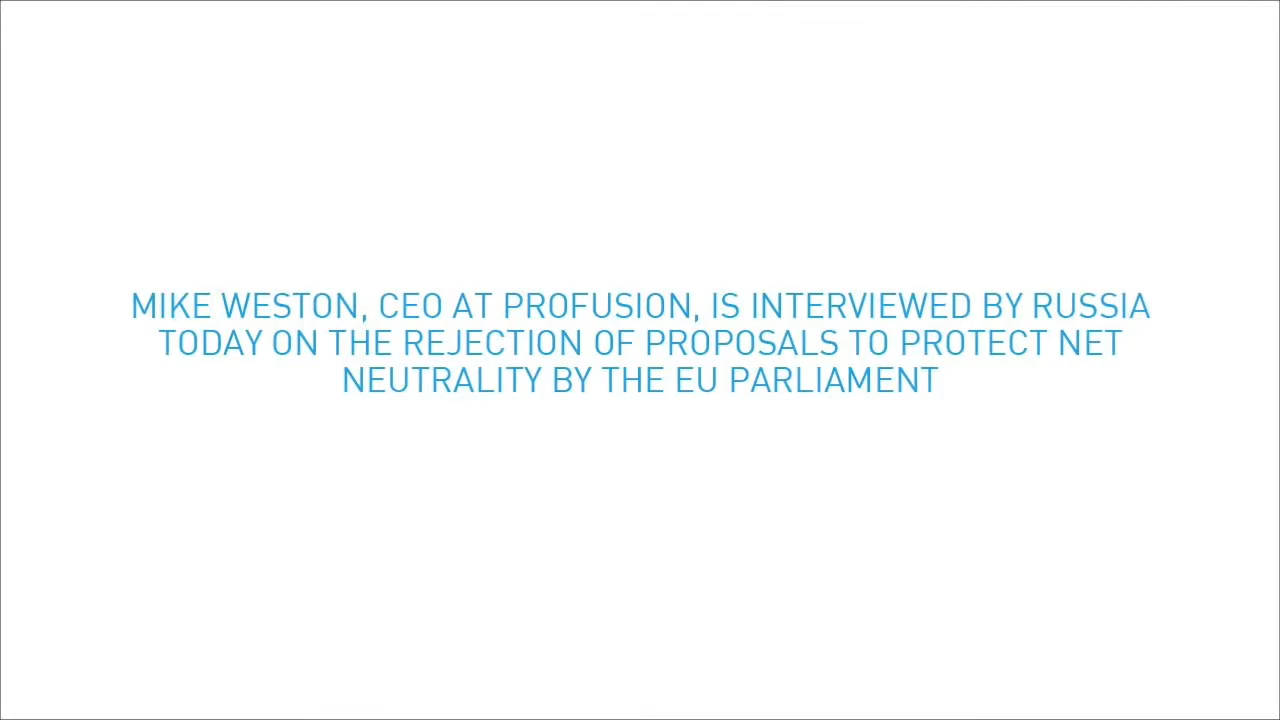 MIKE WESTON, CEO AT PROFUSION, IS INTERVIEWED BY RUSSIA
TODAY ON THE REJECTION OF PROPOSALS TO PROTECT NET
NEUTRALITY BY THE EU PARLIAMENT